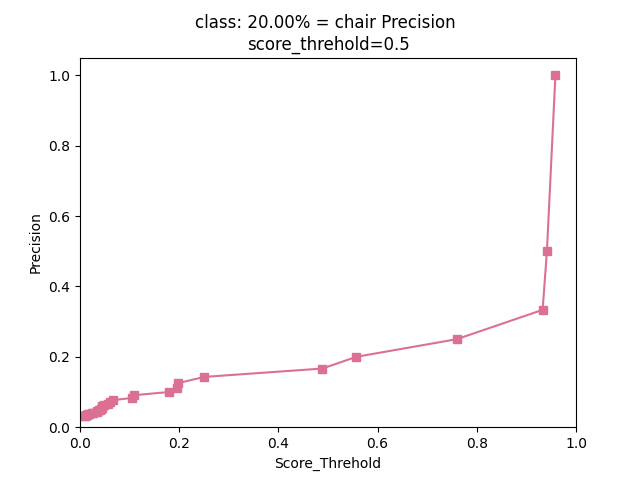 class: 20.00% = chair Precision
score_threhold=0.5
1.0
0.8
0.6
0.4
0.2
0.0
Precision
0.0 0.2 0.4 0.6 0.8 1.0
Score_Threhold